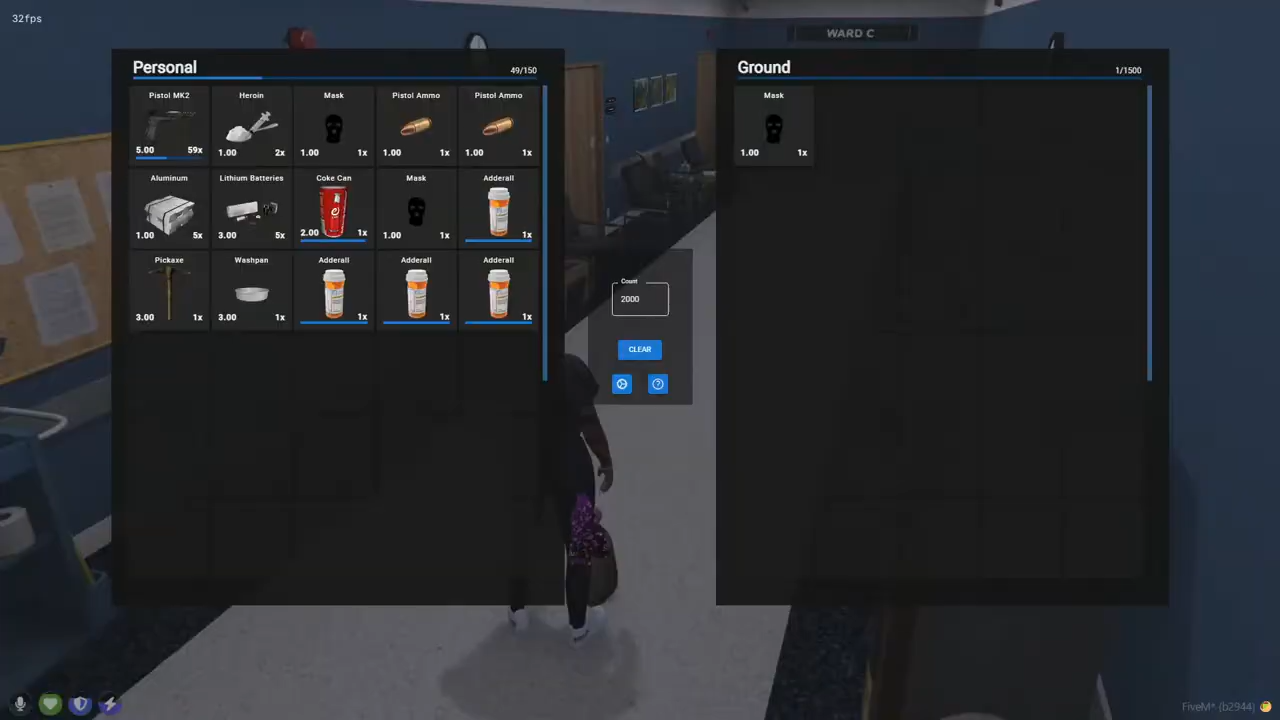 32fps
WARD C
Personal
49/150
Pistol MK2
Heroin
Mask
Pistol Ammo
Pistol Ammo
5.00 59x
1.00 2x
1.00 1x
1.00 1x
1.00 1x
Aluminum
Lithium Batteries
Coke Can
Mask
Adderall
1.00 5x
3.00 5x
2.00 1x
1.00 1x
1x
Pickaxe
Washpan
Adderall
Adderall
Adderall
3.00 1x
3.00 1x
1x
1x
1x
Count
2000
CLEAR
Ground
1/1500
Mask
1.00 1x
FiveM* {b2944}